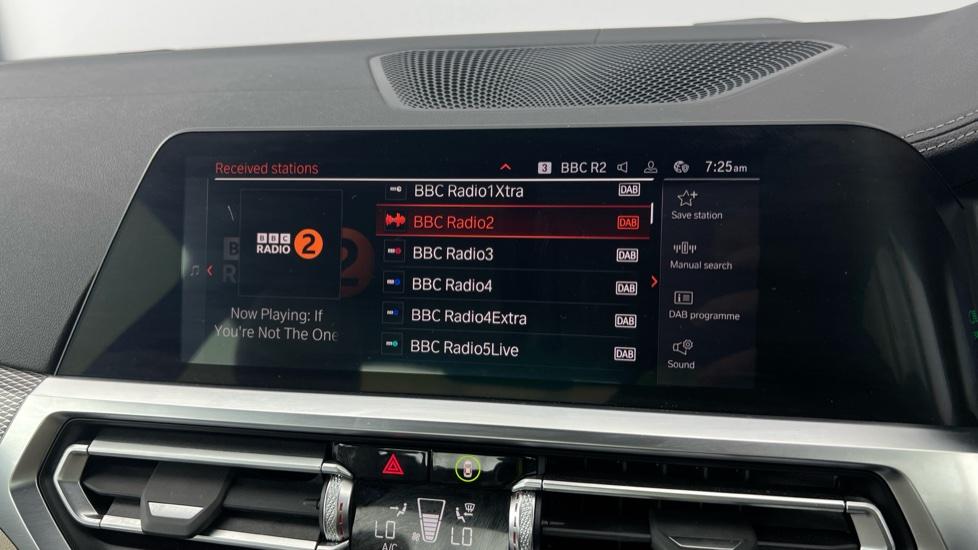 Received stations
3 BBC R2
7:25am
BBC Radio1Xtra DAB
BBC Radio2 DAB
BBC Radio3 DAB
BBC Radio4 DAB
BBC Radio4Extra DAB
BBC Radio5Live DAB
BBC
RADIO 2
Now Playing: If
You're Not The One
Save station
Manual search
DAB programme
Sound
LO
A/C
LO